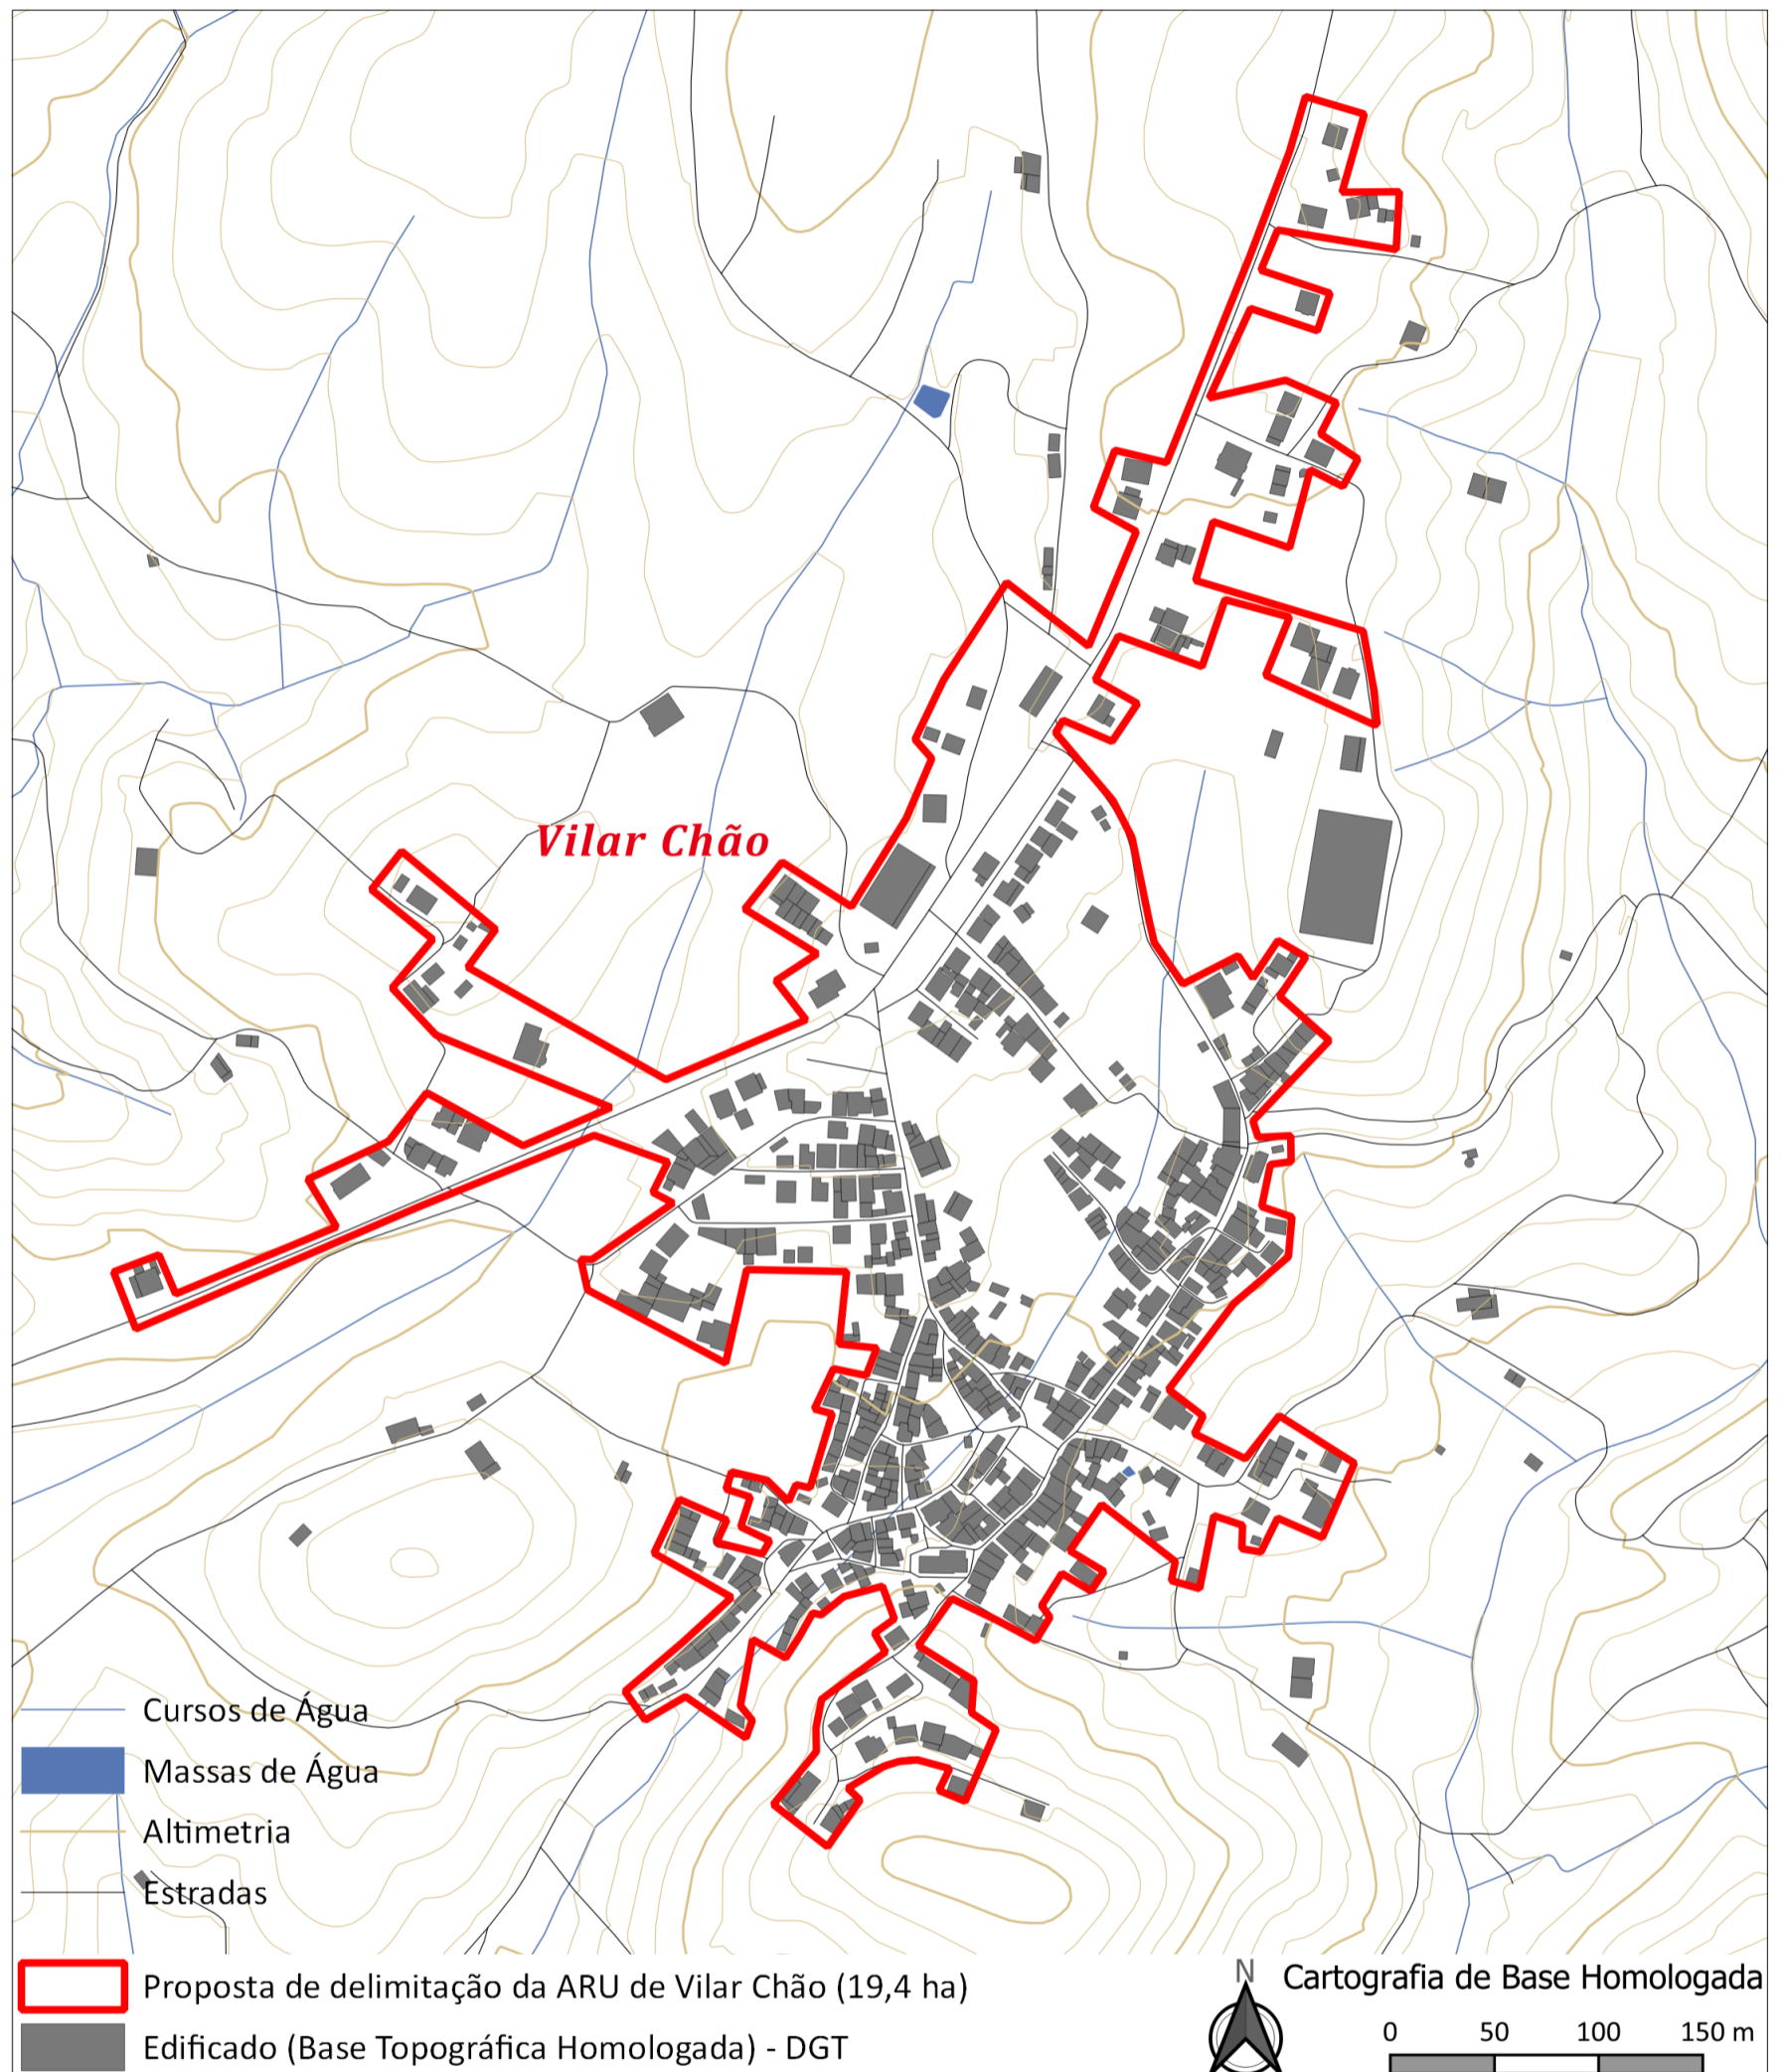 Vilar Chão
Cursos de Água
Massas de Água
Altimetria
Estradas
Proposta de delimitação da ARU de Vilar Chão (19,4 ha)
Edificado (Base Topográfica Homologada) - DGT
N
Cartografia de Base Homologada
0 50 100 150 m